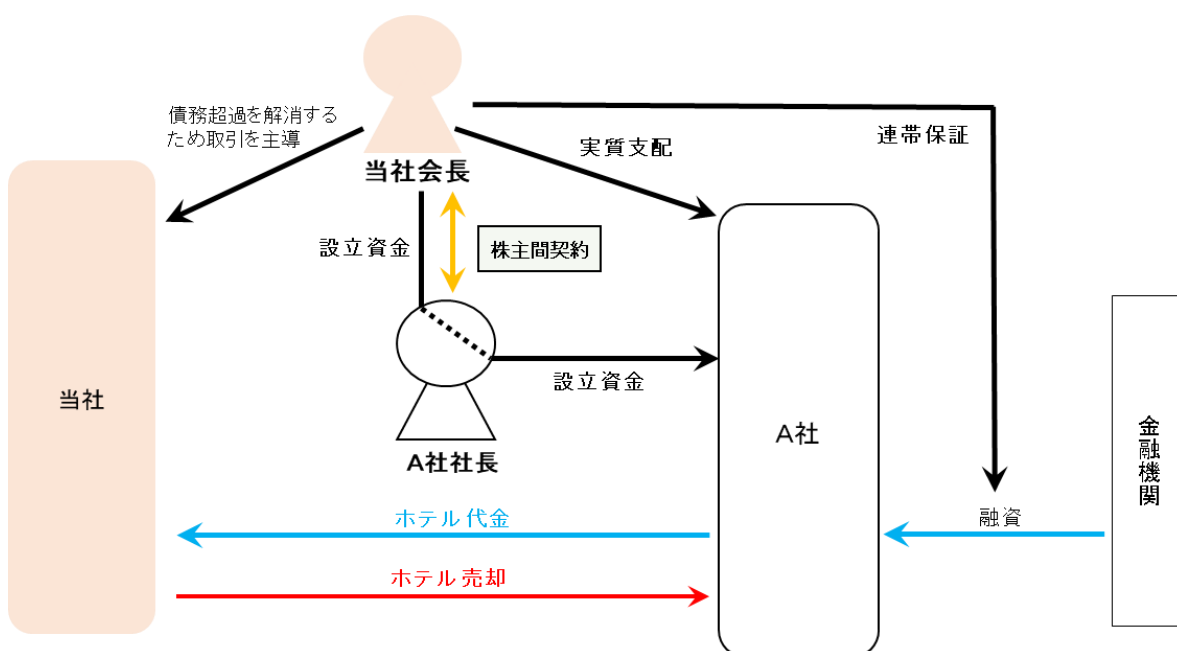 債務超過を解消する
ため取引を主導
連帯保証
実質支配
当社会長
設立資金
株主間契約
設立資金
当社
A社
金融機関
A社社長
ホテル代金
融資
ホテル売却